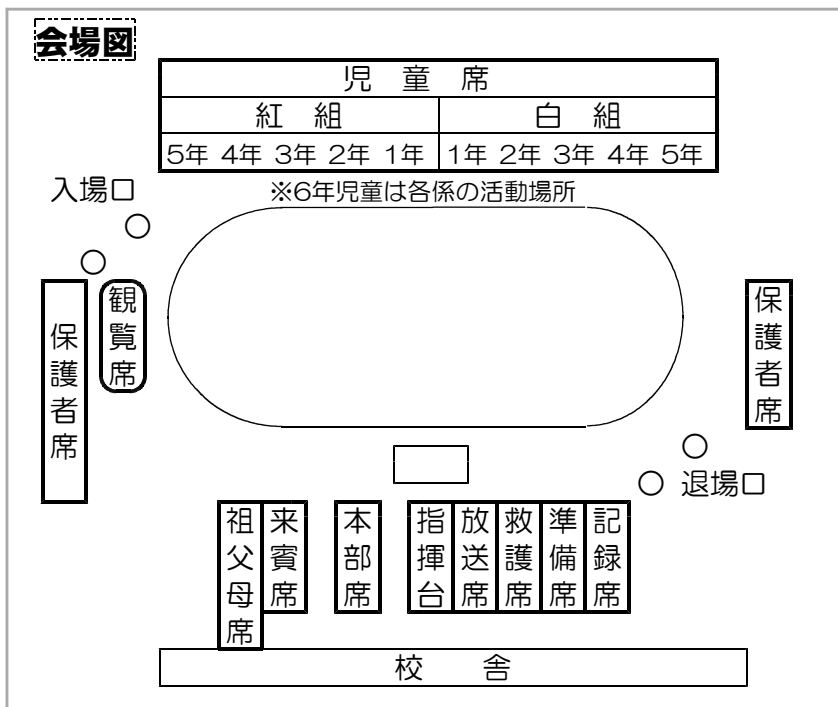 会場図
児童席
紅組
白組
5年 4年 3年 2年 1年
1年 2年 3年 4年 5年
入場口
※6年児童は各係の活動場所
保護者席
観覧席
保護者席
退場口
祖父母席
来賓席
本部席
指揮台
放送席
救護席
準備席
記録席
校舎